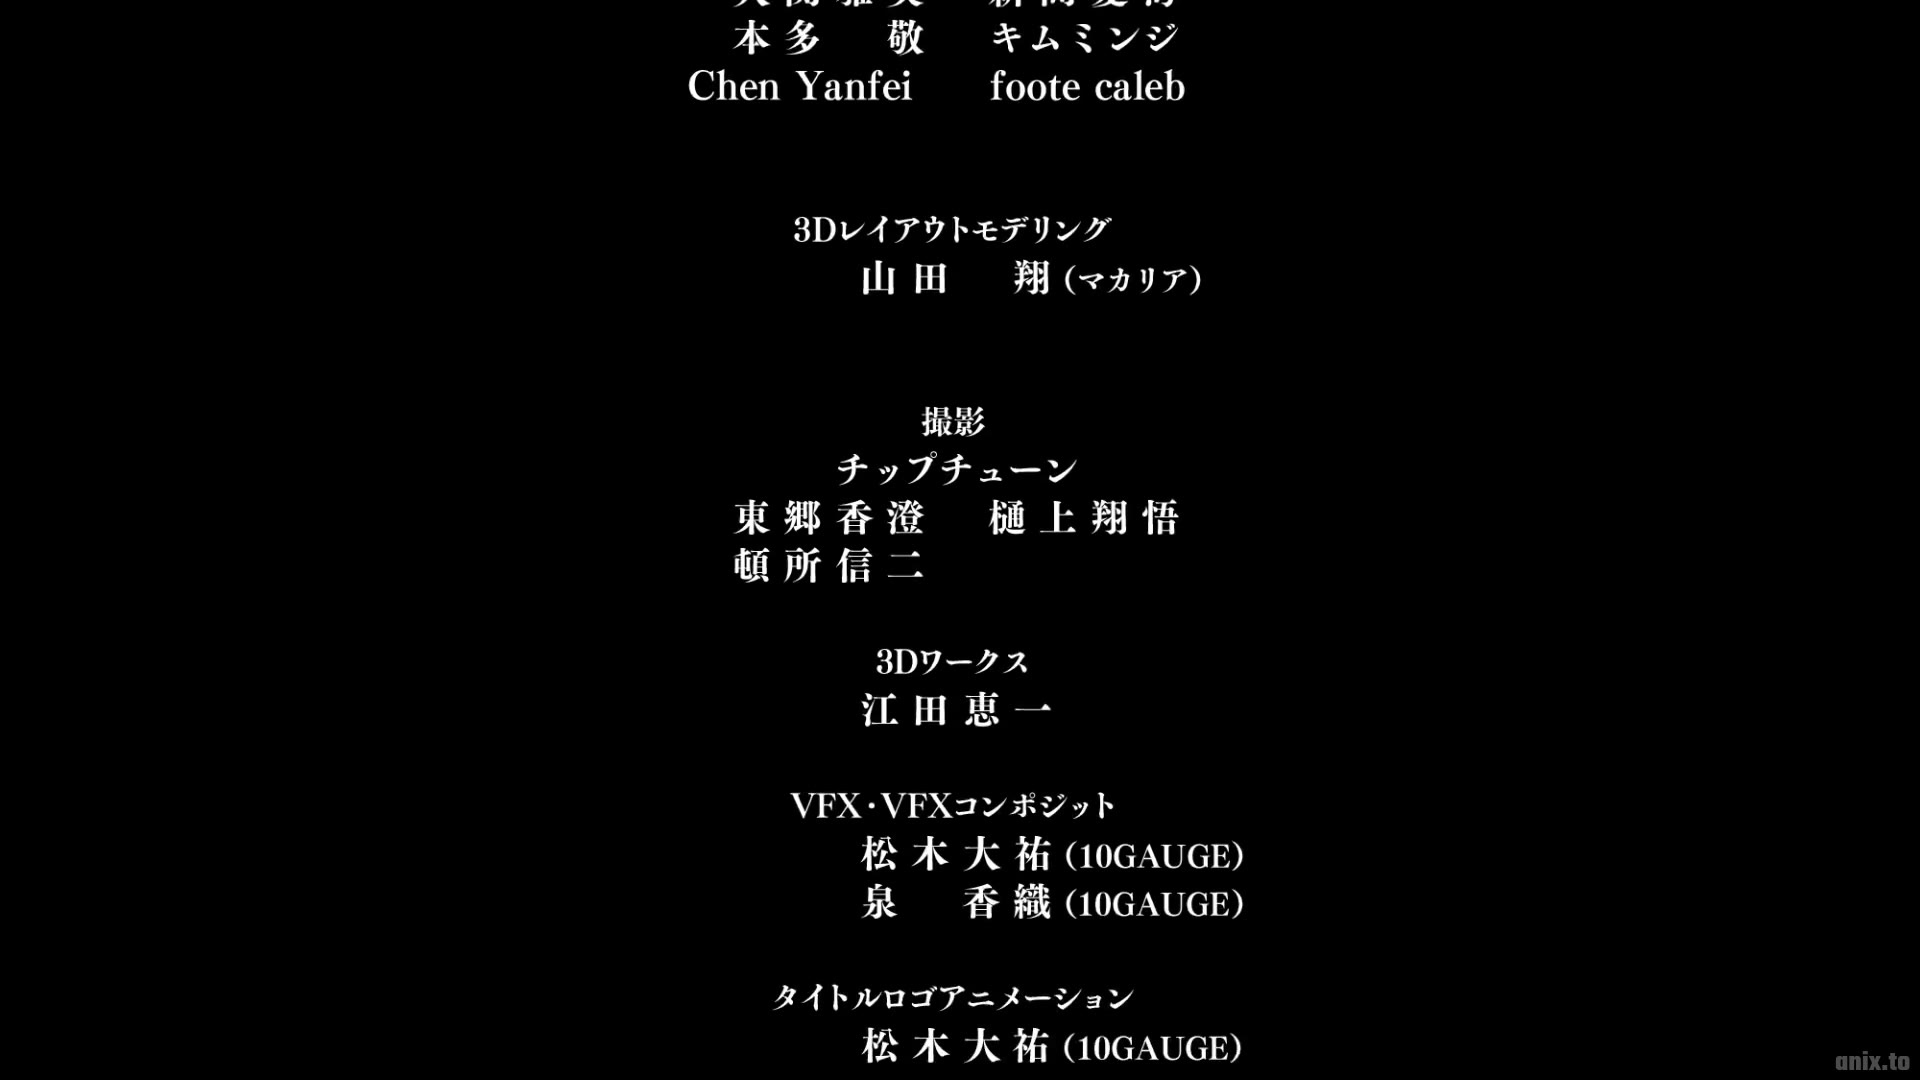 本多 敬 キムミンジ
Chen Yanfei foote caleb
3Dレイアウトモデリング
山田 翔（マカリア）
撮影
チップチューン
東郷香澄 樋上翔悟
頓所信二
3Dワークス
江田恵一
VFX・VFXコンポジット
松木大祐（10GAUGE）
泉 香織（10GAUGE）
タイトルロゴアニメーション
松木大祐（10GAUGE）
anix.to